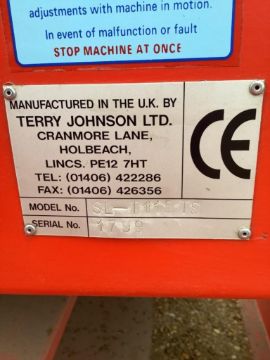 adjustments with machine in motion.
In event of malfunction or fault
STOP MACHINE AT ONCE
MANUFACTURED IN THE U.K. BY
TERRY JOHNSON LTD.
CRANMORE LANE,
HOLBEACH,
LINCS. PE12 7HT
TEL: (01406) 422286
FAX: (01406) 426356
CE
MODEL No.
SERIAL No.